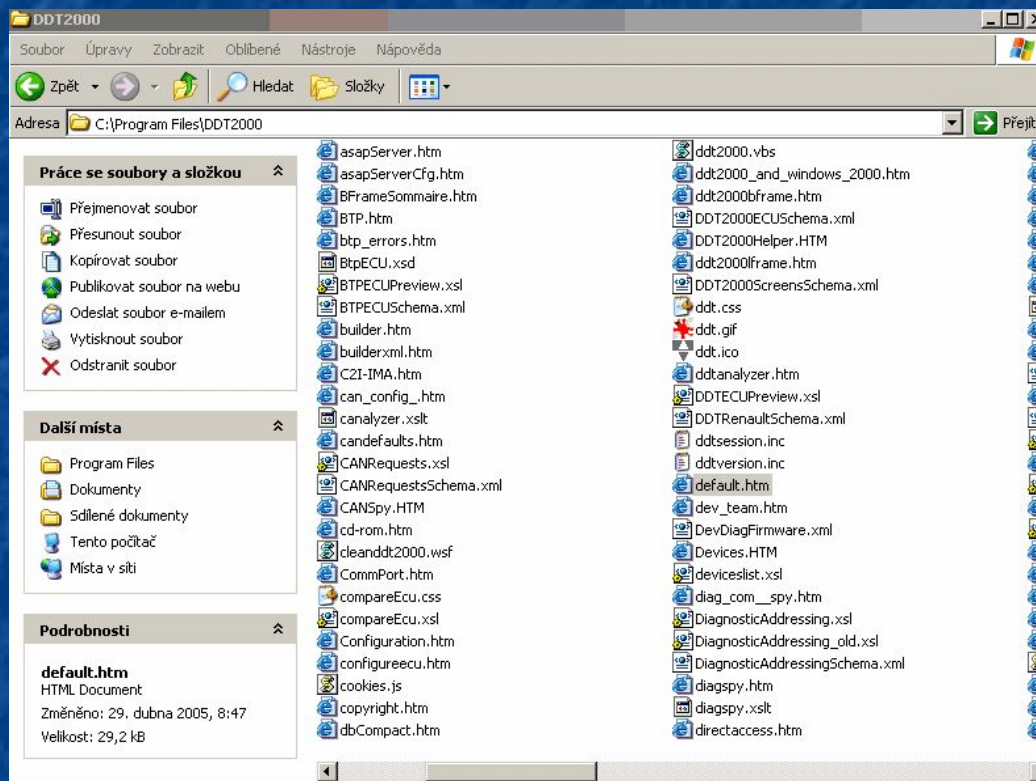 DDT2000
Soubor Úpravy Zobrazit Oblíbené Nástroje Nápověda
Zpět Hledat Složky
Adresa C:\Program Files\DDT2000 Přejít
Práce se soubory a složkou
Přejmenovat soubor
Přesunout soubor
Kopírovat soubor
Publikovat soubor na webu
Odeslat soubor e-mailem
Vytisknout soubor
Odstranit soubor
Další místa
Program Files
Dokumenty
Sdílené dokumenty
Tento počítač
Místa v síti
Podrobnosti
default.htm
HTML Document
Změněno: 29. dubna 2005, 8:47
Velikost: 29,2 kB
asapServer.htm
asapServerCfg.htm
BFrameSommaire.htm
BTP.htm
btp_errors.htm
BtpECU.xsd
BTPECUPreview.xsl
BTPECUSchema.xml
builder.htm
builderxml.htm
C2I-IMA.htm
can_config_.htm
canalyzer.xslt
candefaults.htm
CANRequests.xsl
CANRequestsSchema.xml
CANSpy.HTM
cd-rom.htm
cleanddt2000.wsf
CommPort.htm
compareEcu.css
compareEcu.xsl
Configuration.htm
configureecu.htm
cookies.js
copyright.htm
dbCompact.htm
ddt2000.vbs
ddt2000_and_windows_2000.htm
ddt2000bframe.htm
DDT2000ECUSchema.xml
DDT2000Helper.HTM
ddt2000lframe.htm
DDT2000ScreensSchema.xml
ddt.css
ddt.gif
ddt.ico
ddtanalyzer.htm
DDTECUPreview.xsl
DDTRenaultSchema.xml
ddtsession.inc
ddtversion.inc
default.htm
dev_team.htm
DevDiagFirmware.xml
Devices.HTM
deviceslist.xsl
diag_com__spy.htm
DiagnosticAddressing.xsl
DiagnosticAddressing_old.xsl
DiagnosticAddressingSchema.xml
diagspy.htm
diagspy.xslt
directaccess.htm